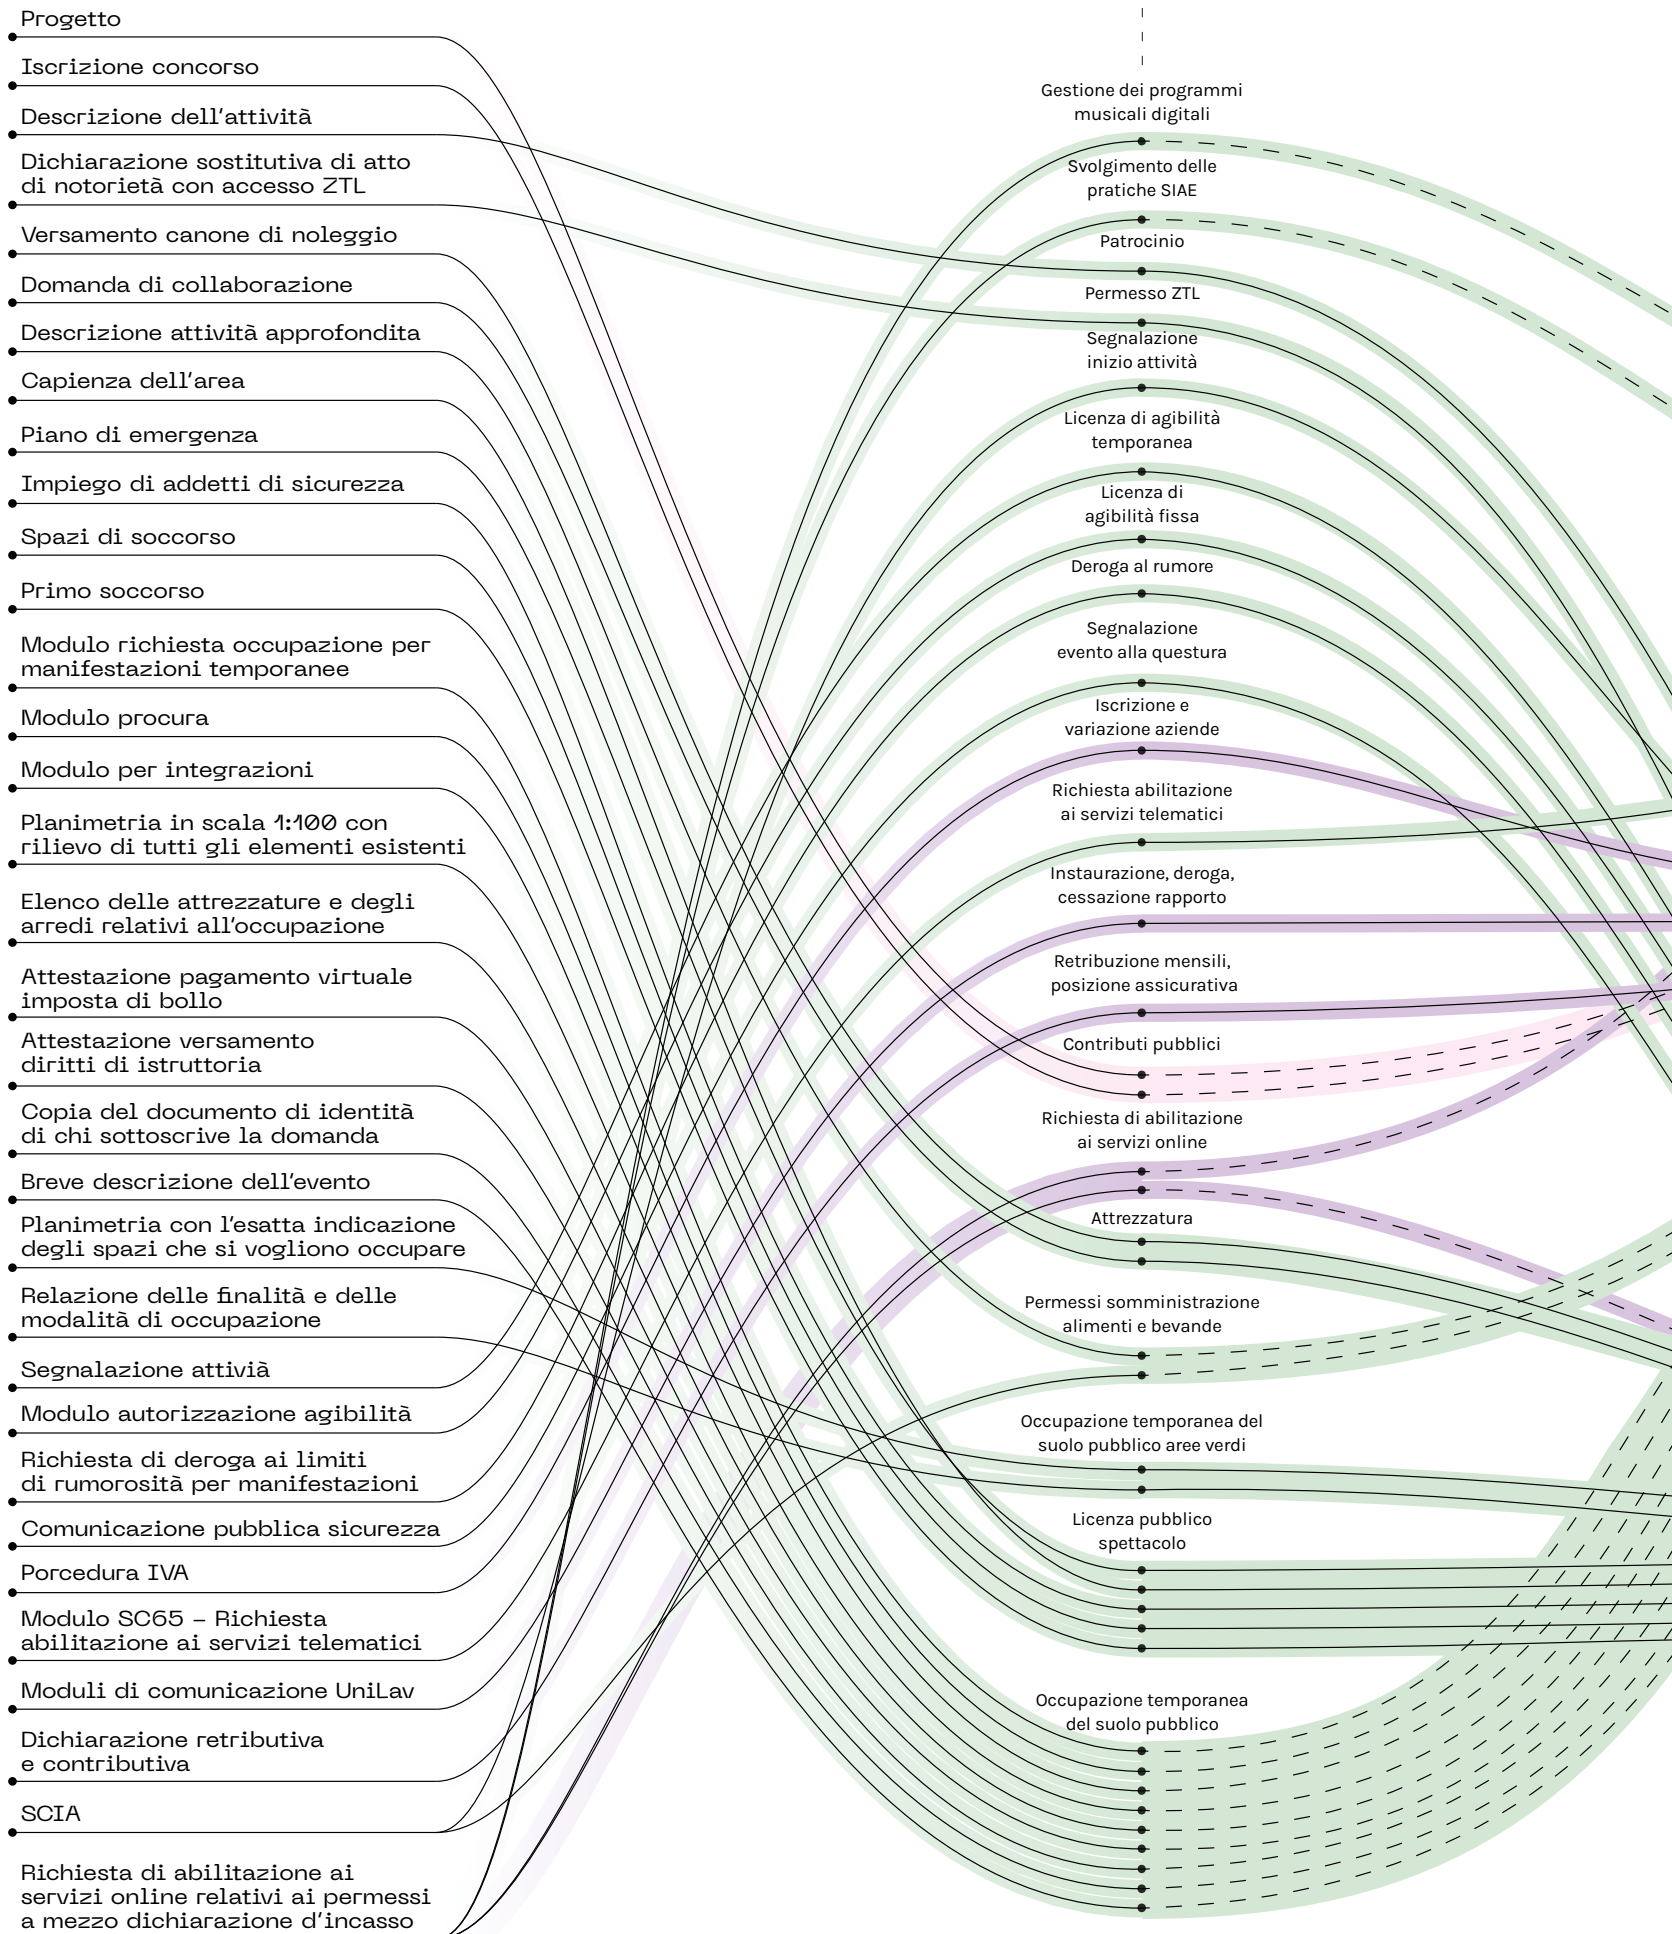 Progetto
Iscrizione concorso
Descrizione dell'attività
Dichiarazione sostitutiva di atto
di notorietà con accesso ZTL
Versamento canone di noleggio
Domanda di collaborazione
Descrizione attività approfondita
Capienza dell'area
Piano di emergenza
Impiego di addetti di sicurezza
Spazi di soccorso
Primo soccorso
Modulo richiesta occupazione per
manifestazioni temporanee
Modulo procura
Modulo per integrazioni
Planimetria in scala 1:100 con
rilievo di tutti gli elementi esistenti
Elenco delle attrezzature e degli
arredi relativi all'occupazione
Attestazione pagamento virtuale
imposta di bollo
Attestazione versamento
diritti di istruttoria
Copia del documento di identità
di chi sottoscrive la domanda
Breve descrizione dell'evento
Planimetria con l'esatta indicazione
degli spazi che si vogliono occupare
Relazione delle finalità e delle
modalità di occupazione
Segnalazione attivià
Modulo autorizzazione agibilità
Richiesta di deroga ai limiti
di rumorosità per manifestazioni
Comunicazione pubblica sicurezza
Porcedura IVA
Modulo SC65 – Richiesta
abilitazione ai servizi telematici
Moduli di comunicazione UniLav
Dichiarazione retributiva
e contributiva
SCIA
Richiesta di abilitazione ai
servizi online relativi ai permessi
a mezzo dichiarazione d'incasso
Gestione dei programmi
musicali digitali
Svolgimento delle
pratiche SIAE
Patrocinio
Permesso ZTL
Segnalazione
inizio attività
Licenza di agibilità
temporanea
Licenza di
agibilità fissa
Deroga al rumore
Segnalazione
evento alla questura
Iscrizione e
variazione aziende
Richiesta abilitazione
ai servizi telematici
Instaurazione, deroga,
cessazione rapporto
Retribuzione mensili,
posizione assicurativa
Contributi pubblici
Richiesta di abilitazione
ai servizi online
Attrezzatura
Permessi somministrazione
alimenti e bevande
Occupazione temporanea del
suolo pubblico aree verdi
Licenza pubblico
spettacolo
Occupazione temporanea
del suolo pubblico